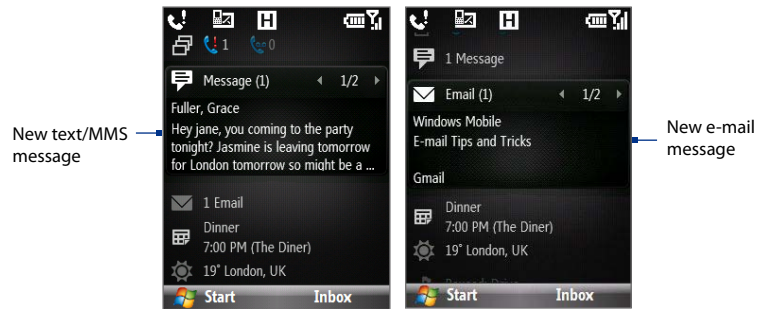 H
1
0
Message (1)
1/2
Fuller, Grace
Hey jane, you coming to the party
tonight? Jasmine is leaving tomorrow
for London tomorrow so might be a ...
1 Email
Dinner
7:00 PM (The Diner)
19° London, UK
Start Inbox
New text/MMS
message
H
1 Message
Email (1)
1/2
Windows Mobile
E-mail Tips and Tricks
Gmail
Dinner
7:00 PM (The Diner)
19° London, UK
Start Inbox
New e-mail
message